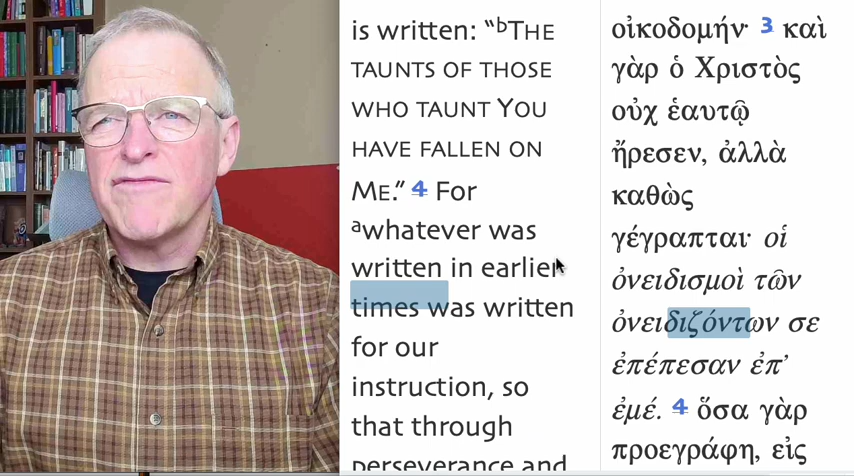 is written: “ᵇTHE
TAUNTS OF THOSE
WHO TAUNT YOU
HAVE FALLEN ON
ME.” 4 For
ᵃwhatever was
written in earlier
times was written
for our
instruction, so
that through
perseverance and
οἰκοδομήν· 3 καὶ
γὰρ ὁ Χριστὸς
οὐχ ἑαυτῷ
ἤρεσεν, ἀλλὰ
καθὼς
γέγραπται· οἱ
ὀνειδισμοὶ τῶν
ὀνειδιζόντων σε
ἐπέπεσαν ἐπ’
ἐμέ. 4 ὅσα γὰρ
προεγράφη, εἰς